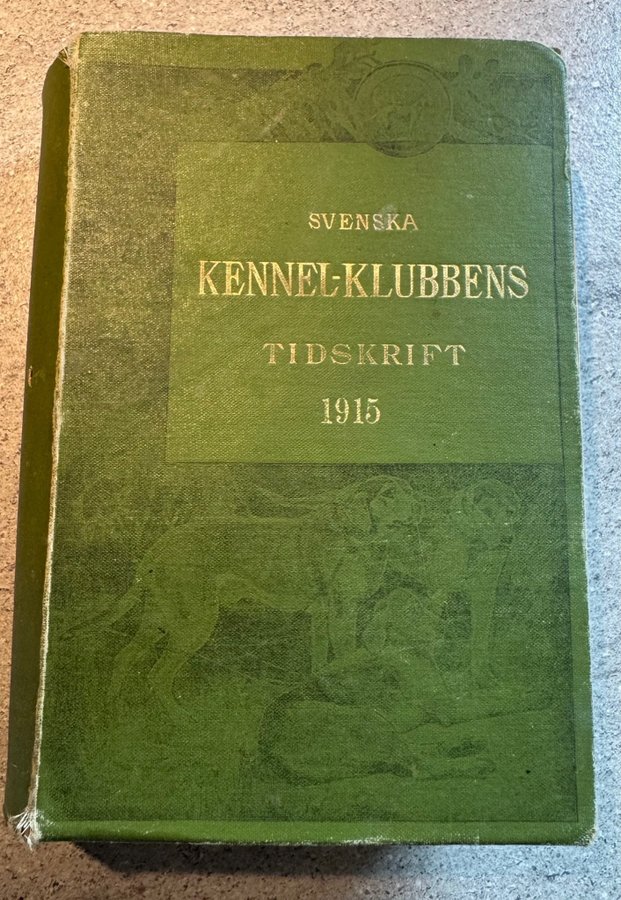 SVENSKA
KENNEL-KLUBBENS
TIDSKRIFT
1915